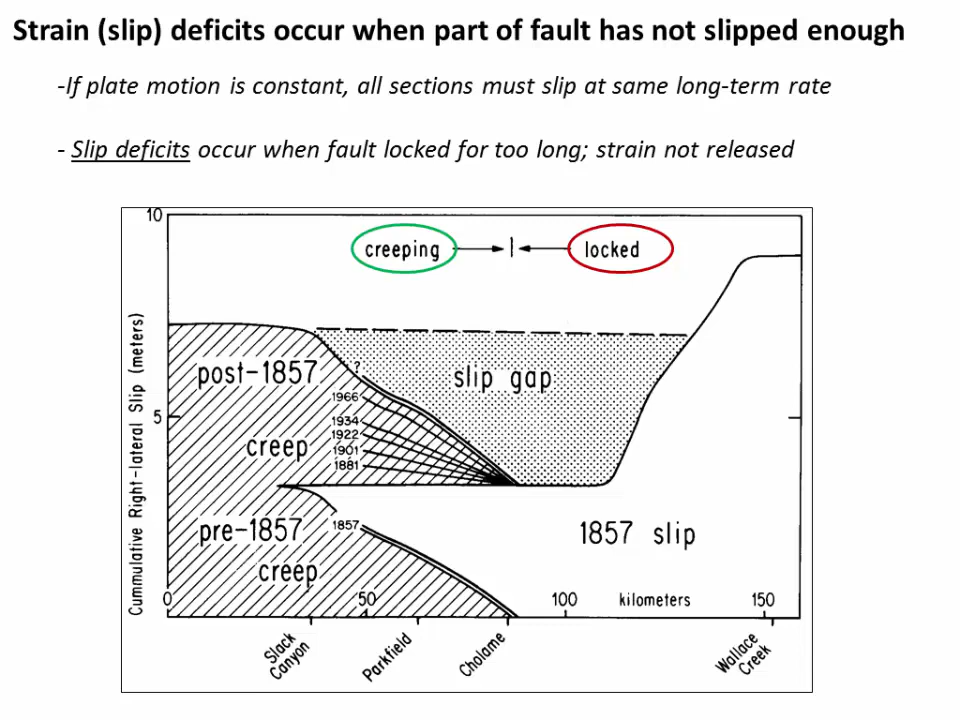 Strain (slip) deficits occur when part of fault has not slipped enough
-If plate motion is constant, all sections must slip at same long-term rate
- Slip deficits occur when fault locked for too long; strain not released
10
creeping
locked
post-1857
?
slip gap
1966
5
1934
1922
creep
1901
1881
pre-1857
1857
1857 slip
creep
0
50
100
kilometers
150
Cummulative Right-lateral Slip (meters)
Slack
Canyon
Parkfield
Cholame
Wallace
Creek